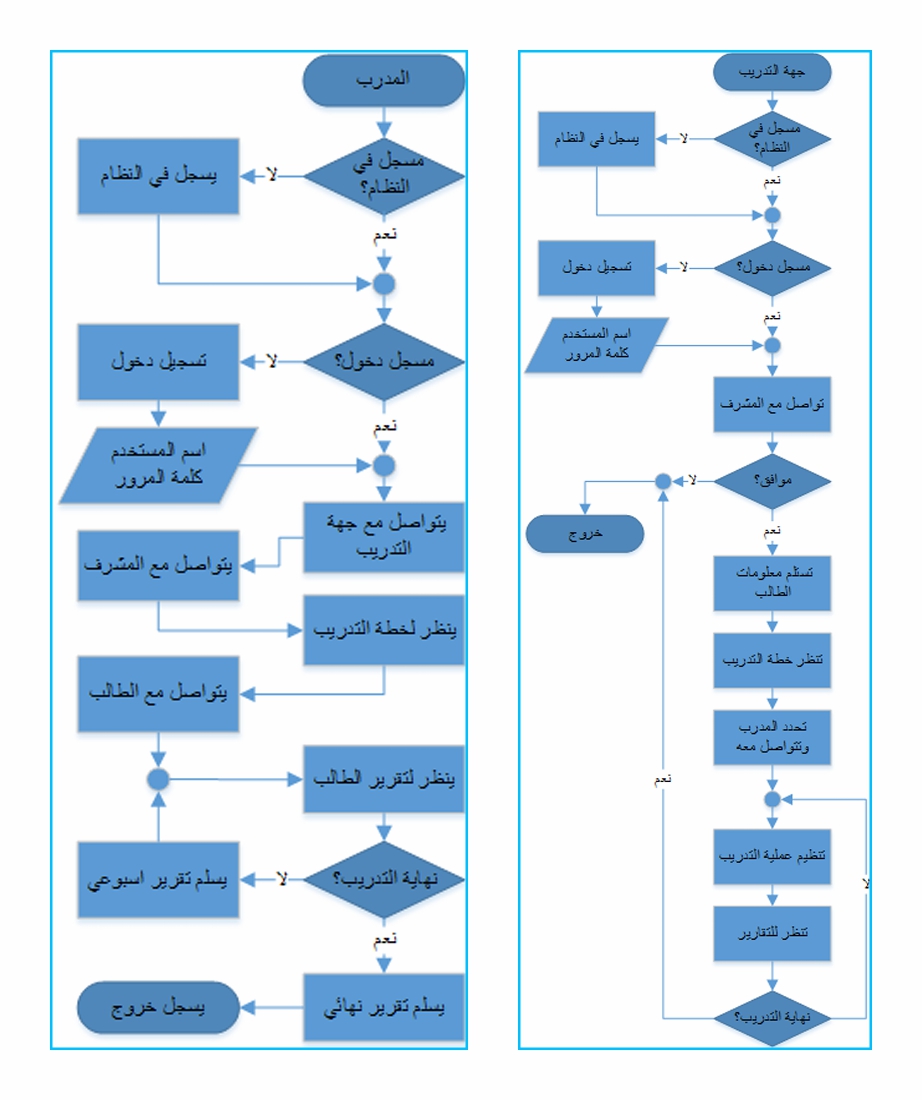 المدرب
مسجل في
النظام؟
لا
يسجل في النظام
نعم
مسجل دخول؟
لا
تسجيل دخول
نعم
اسم المستخدم
كلمة المرور
يتواصل مع جهة
التدريب
يتواصل مع المشرف
ينظر لخطة التدريب
يتواصل مع الطالب
ينظر لتقرير الطالب
نهاية التدريب؟
لا
يسلم تقرير اسبوعي
نعم
يسلم تقرير نهائي
يسجل خروج
جهة التدريب
مسجل في
النظام؟
لا
يسجل في النظام
نعم
مسجل دخول؟
لا
تسجيل دخول
نعم
اسم المستخدم
كلمة المرور
تواصل مع المشرف
موافق؟
لا
خروج
نعم
تستلم معلومات
الطالب
تنظر خطة التدريب
تحدد المدرب
وتتواصل معه
نعم
تنظيم عملية التدريب
لا
تنظر للتقارير
نهاية التدريب؟